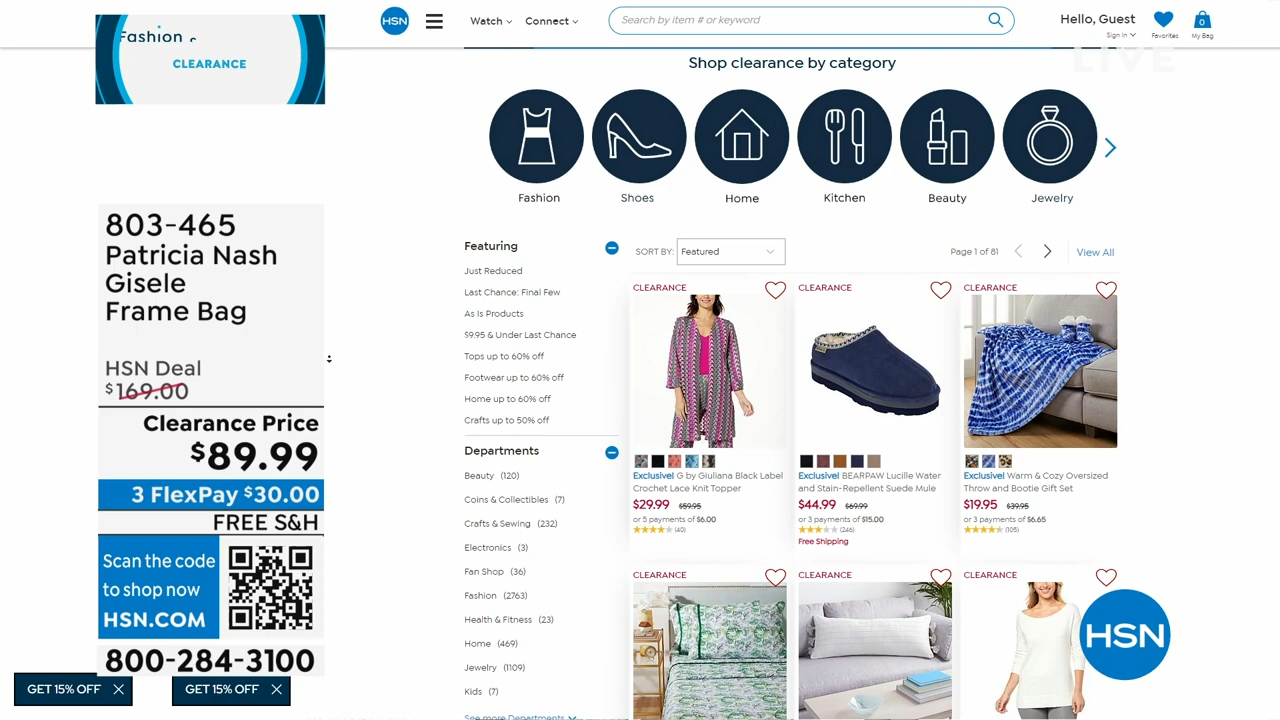 Fashion
CLEARANCE
803-465
Patricia Nash
Gisele
Frame Bag
HSN Deal
$169.00
Clearance Price
$89.99
3 FlexPay $30.00
FREE S&H
Scan the code
to shop now
HSN.COM
800-284-3100
GET 15% OFF
GET 15% OFF
HSN
Watch
Connect
Search by item # or keyword
Hello, Guest
Sign In
Favorites
0
My Bag
LIVE
Shop clearance by category
Fashion
Shoes
Home
Kitchen
Beauty
Jewelry
Featuring
Just Reduced
Last Chance: Final Few
As Is Products
$9.95 & Under Last Chance
Tops up to 60% off
Footwear up to 60% off
Home up to 60% off
Crafts up to 50% off
Departments
Beauty (120)
Coins & Collectibles (7)
Crafts & Sewing (232)
Electronics (3)
Fan Shop (36)
Fashion (2763)
Health & Fitness (23)
Home (469)
Jewelry (1109)
Kids (7)
See more Departments
SORT BY: Featured
Page 1 of 81
View All
CLEARANCE
Exclusive! G by Giuliana Black Label
Crochet Lace Knit Topper
$29.99 $59.95
or 5 payments of $6.00
(40)
CLEARANCE
Exclusive! BEARPAW Lucille Water
and Stain-Repellent Suede Mule
$44.99 $69.99
or 3 payments of $15.00
(246)
Free Shipping
CLEARANCE
Exclusive! Warm & Cozy Oversized
Throw and Bootie Gift Set
$19.95 $39.95
or 3 payments of $6.65
(105)
CLEARANCE
CLEARANCE
CLEARANCE
HSN